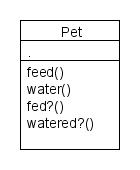 Pet
.
feed()
water()
fed?()
watered?()